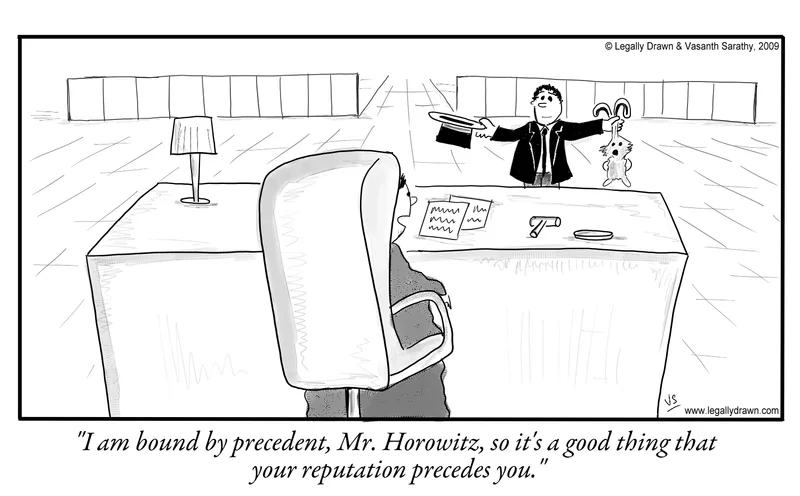 © Legally Drawn & Vasanth Sarathy, 2009
VS
www.legallydrawn.com
"I am bound by precedent, Mr. Horowitz, so it's a good thing that
your reputation precedes you."